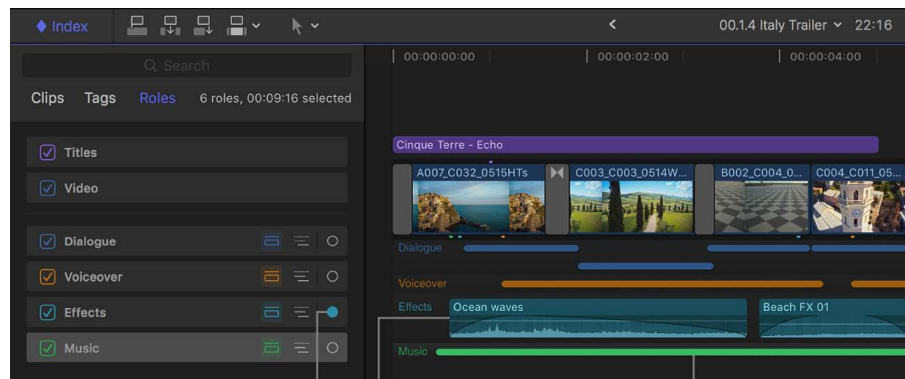 Index
00.1.4 Italy Trailer 22:16
Search
00:00:00:00 00:00:02:00 00:00:04:00
Clips Tags Roles 6 roles, 00:09:16 selected
Titles
Cinque Terre - Echo
Video
A007_C032_0515HTs C003_C003_0514W... B002_C004_0... C004_C011_05...
Dialogue
Dialogue
Voiceover
Voiceover
Effects
Effects Ocean waves Beach FX 01
Music
Music